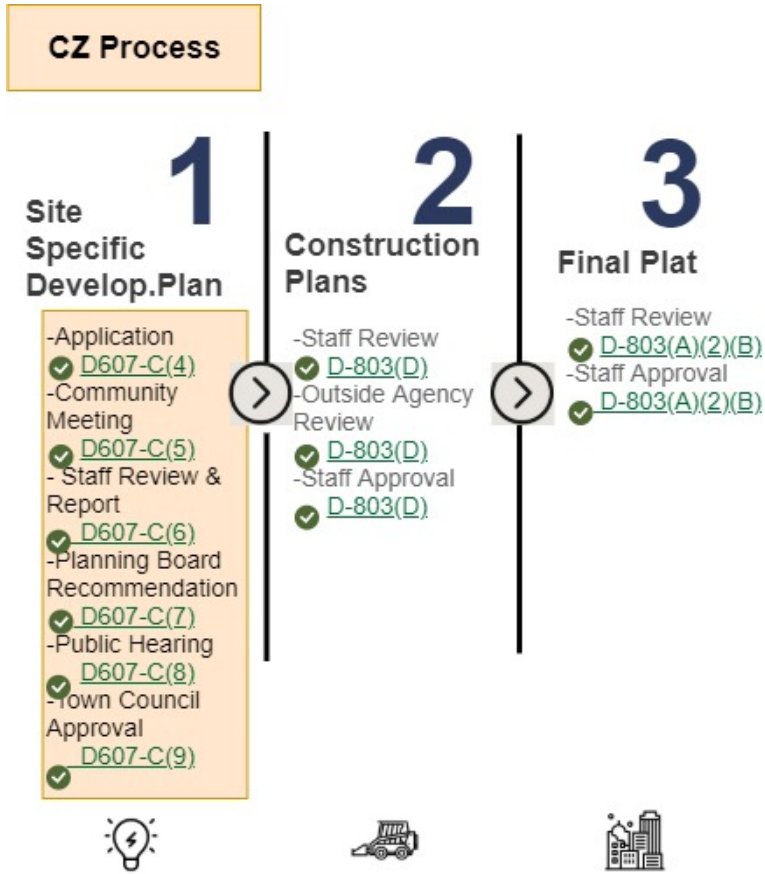 CZ Process
1
Site
Specific
Develop.Plan
-Application
D607-C(4)
-Community
Meeting
D607-C(5)
- Staff Review &
Report
D607-C(6)
-Planning Board
Recommendation
D607-C(7)
-Public Hearing
D607-C(8)
-Town Council
Approval
D607-C(9)
2
Construction
Plans
-Staff Review
D-803(D)
-Outside Agency
Review
D-803(D)
-Staff Approval
D-803(D)
3
Final Plat
-Staff Review
D-803(A)(2)(B)
-Staff Approval
D-803(A)(2)(B)